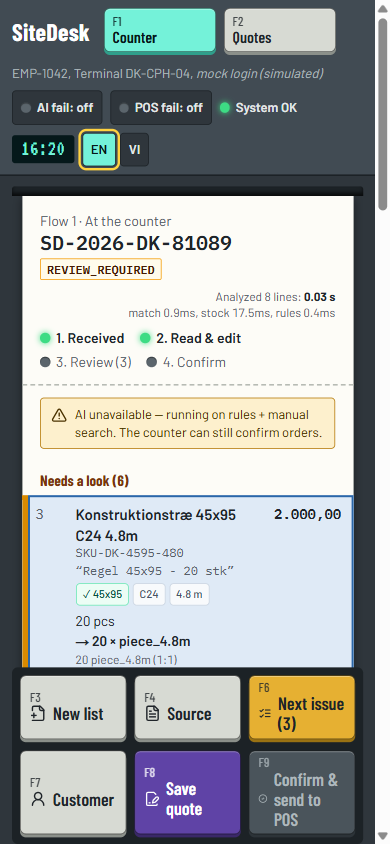 SiteDesk
F1
Counter
F2
Quotes
EMP-1042, Terminal DK-CPH-04, mock login (simulated)
AI fail: off
POS fail: off
System OK
16:20
EN
VI
Flow 1 · At the counter
SD-2026-DK-81089
REVIEW_REQUIRED
Analyzed 8 lines: 0.03 s
match 0.9ms, stock 17.5ms, rules 0.4ms
1. Received
2. Read & edit
3. Review (3)
4. Confirm
AI unavailable — running on rules + manual
search. The counter can still confirm orders.
Needs a look (6)
3
Konstruktionstræ 45x95
2.000,00
C24 4.8m
SKU-DK-4595-480
“Regel 45x95 - 20 stk”
✓ 45x95
C24
4.8 m
20 pcs
→ 20 × piece_4.8m
20 piece_4.8m (1:1)
F3
New list
F4
Source
F6
Next issue
(3)
F7
Customer
F8
Save
quote
F9
Confirm &
send to
POS